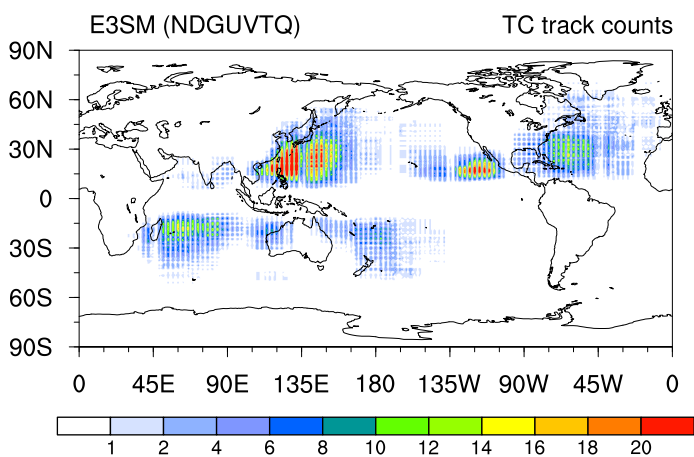 E3SM (NDGUVTQ) TC track counts
90N
60N
30N
0
30S
60S
90S
0 45E 90E 135E 180 135W 90W 45W 0
1 2 4 6 8 10 12 14 16 18 20